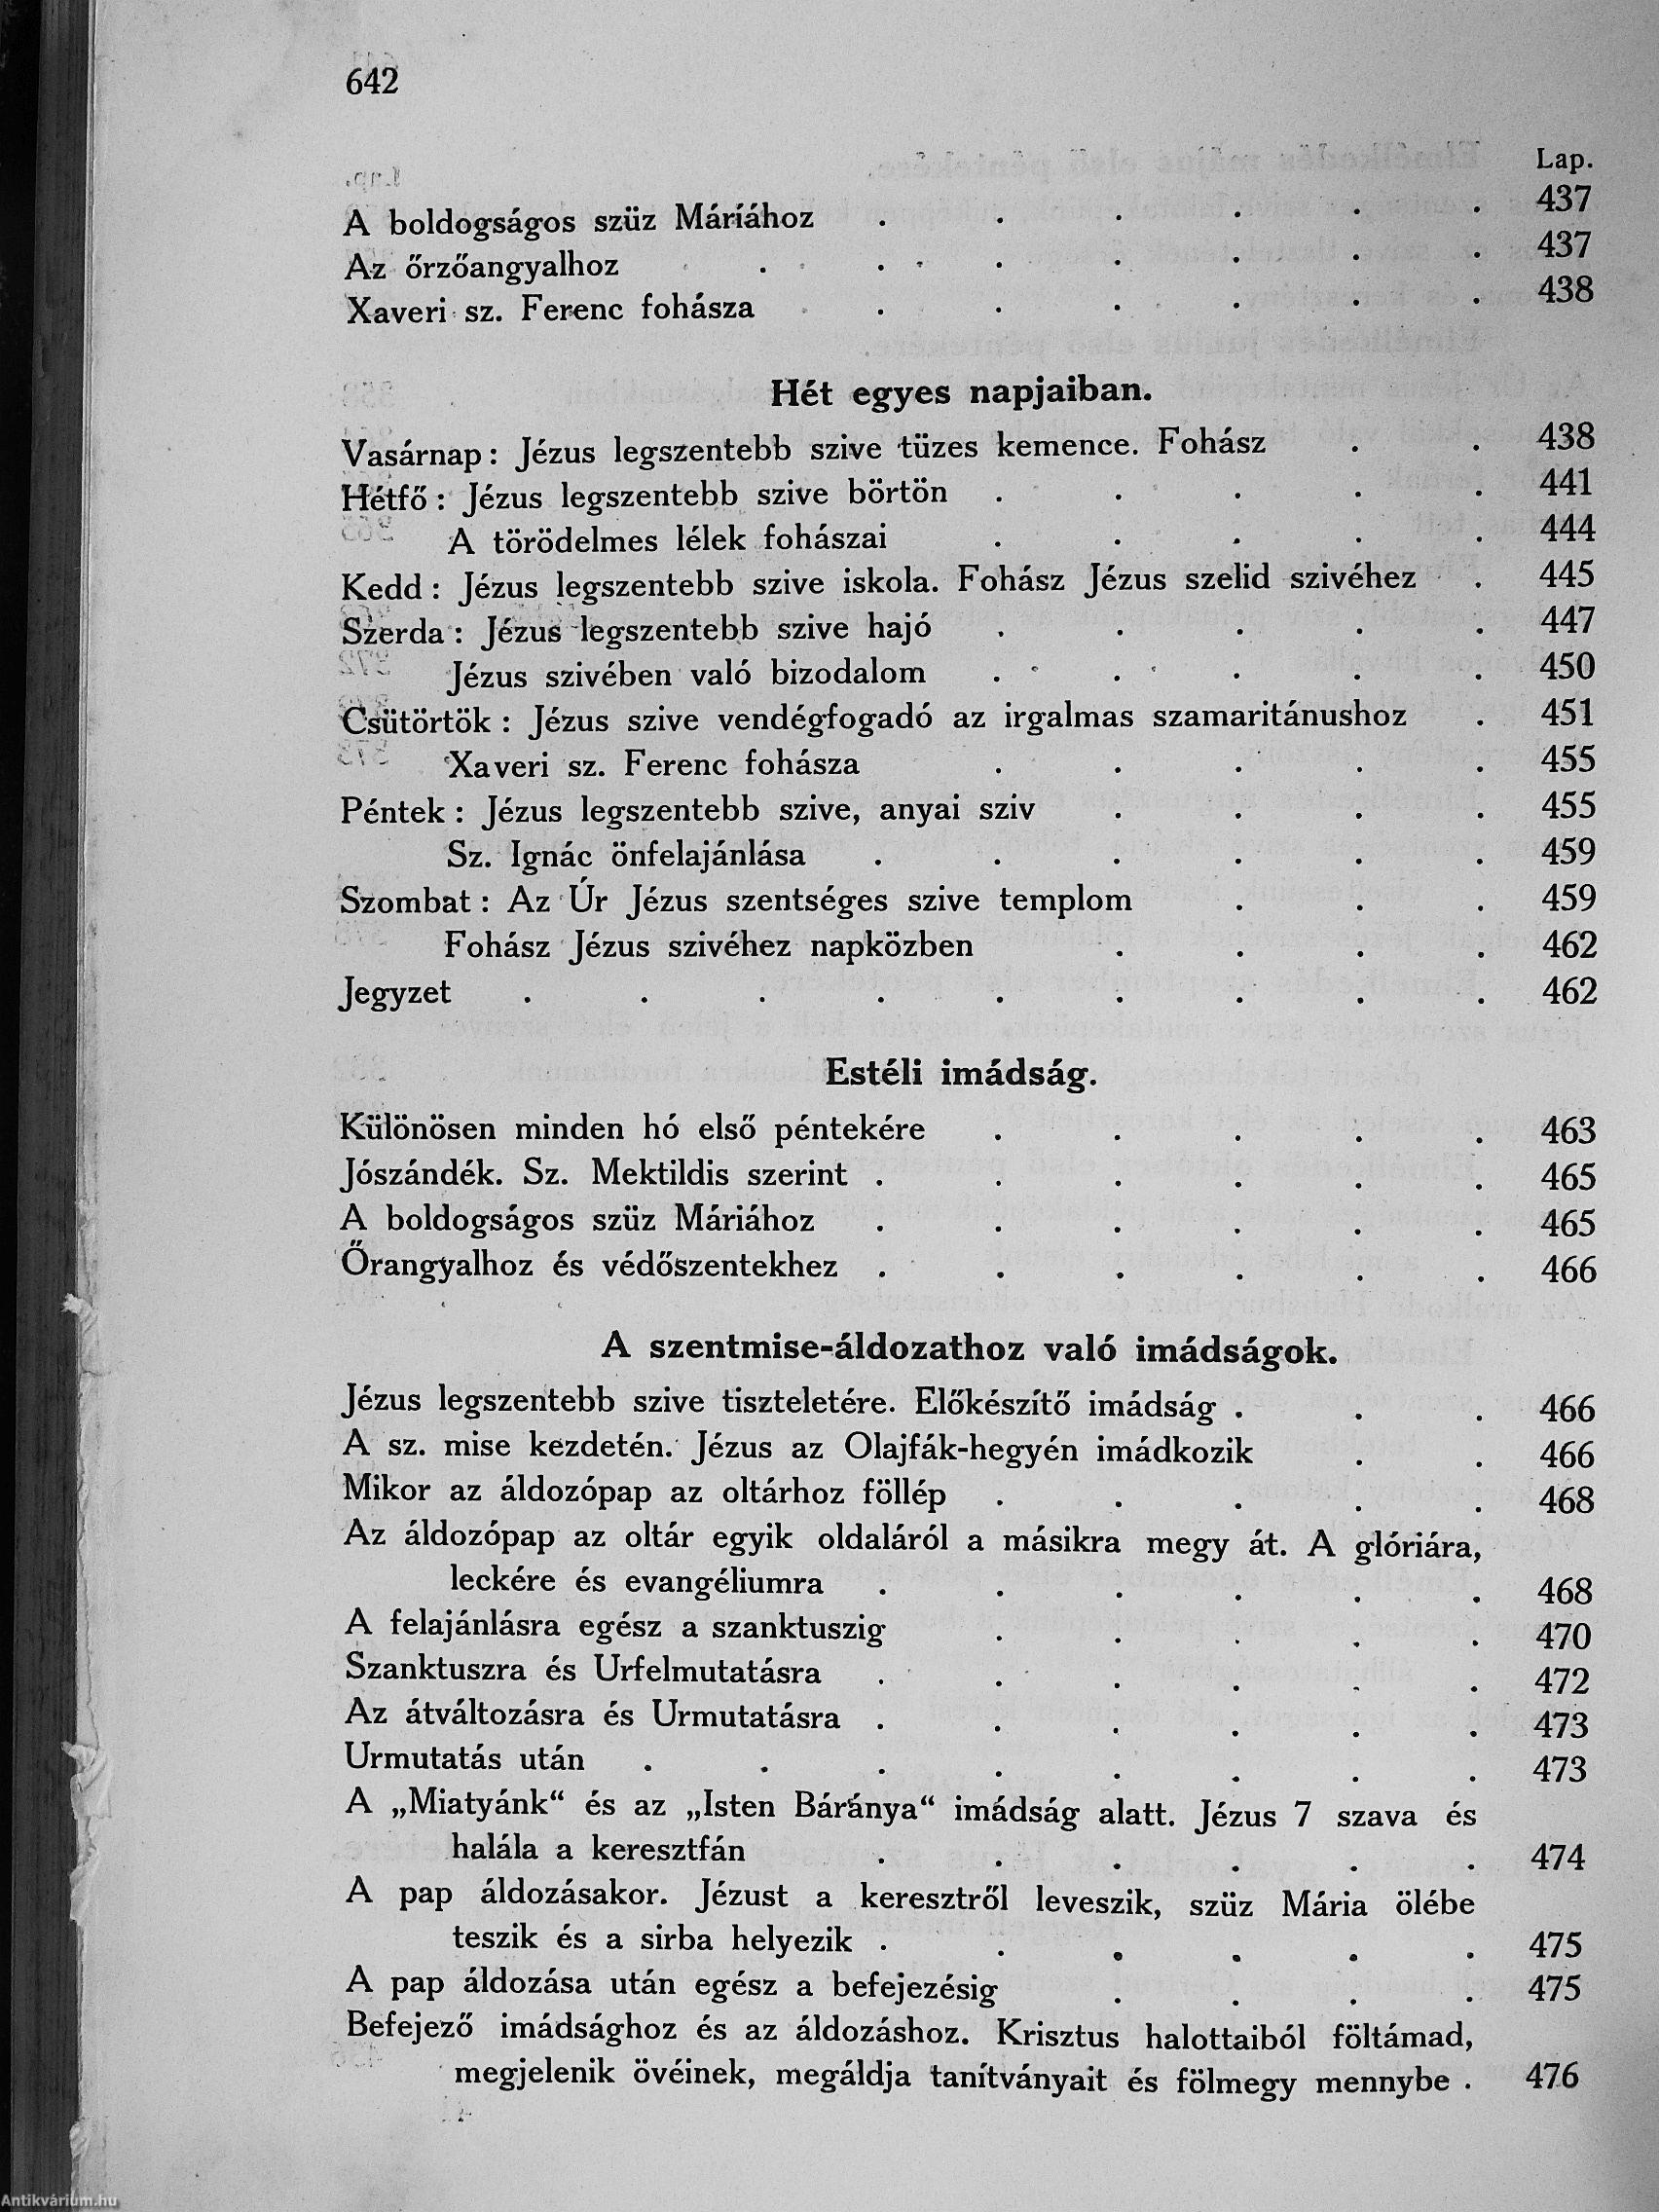 642
Lap.
A boldogságos szüz Máriához . . . . . . 437
Az őrzőangyalhoz . . . . . . . 437
Xaveri sz. Ferenc fohásza . . . . . . 438
Hét egyes napjaiban.
Vasárnap: Jézus legszentebb szive tüzes kemence. Fohász . . 438
Hétfő: Jézus legszentebb szive börtön . . . . . 441
A törödelmes lélek fohászai . . . . . 444
Kedd: Jézus legszentebb szive iskola. Fohász Jézus szelid szivéhez . 445
Szerda: Jézus legszentebb szive hajó . . . . . 447
Jézus szivében való bizodalom . . . . . 450
Csütörtök: Jézus szive vendégfogadó az irgalmas szamaritánushoz . 451
Xaveri sz. Ferenc fohásza . . . . . 455
Péntek: Jézus legszentebb szive, anyai sziv . . . . 455
Sz. Ignác önfelajánlása . . . . . . 459
Szombat: Az Úr Jézus szentséges szive templom . . . 459
Fohász Jézus szivéhez napközben . . . . 462
Jegyzet . . . . . . . . . 462
Estéli imádság.
Különösen minden hó első péntekére . . . . . 463
Jószándék. Sz. Mektildis szerint . . . . . . 465
A boldogságos szüz Máriához . . . . . . 465
Őrangyalhoz és védőszentekhez . . . . . . 466
A szentmise-áldozathoz való imádságok.
Jézus legszentebb szive tiszteletére. Előkészítő imádság . . . 466
A sz. mise kezdetén. Jézus az Olajfák-hegyén imádkozik . . 466
Mikor az áldozópap az oltárhoz föllép . . . . . 468
Az áldozópap az oltár egyik oldaláról a másikra megy át. A glóriára,
leckére és evangéliumra . . . . . . 468
A felajánlásra egész a szanktuszig . . . . . 470
Szanktuszra és Urfelmutatásra . . . . . . 472
Az átváltozásra és Urmutatásra . . . . . . 473
Urmutatás után . . . . . . . . 473
A „Miatyánk“ és az „Isten Báránya“ imádság alatt. Jézus 7 szava és
halála a keresztfán . . . . . . 474
A pap áldozásakor. Jézust a keresztről leveszik, szüz Mária ölébe
teszik és a sirba helyezik . . . . . . 475
A pap áldozása után egész a befejezésig . . . . 475
Befejező imádsághoz és az áldozáshoz. Krisztus halottaiból föltámad,
megjelenik övéinek, megáldja tanítványait és fölmegy mennybe . 476
Antikvárium.hu